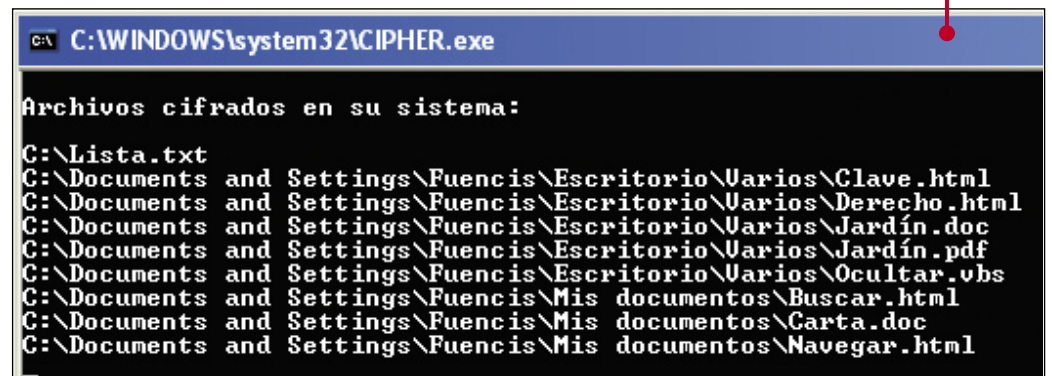 C:\WINDOWS\system32\CIPHER.exe
Archivos cifrados en su sistema:
C:\Lista.txt
C:\Documents and Settings\Fuencis\Escritorio\Varios\Clave.html
C:\Documents and Settings\Fuencis\Escritorio\Varios\Derecho.html
C:\Documents and Settings\Fuencis\Escritorio\Varios\Jardín.doc
C:\Documents and Settings\Fuencis\Escritorio\Varios\Jardín.pdf
C:\Documents and Settings\Fuencis\Escritorio\Varios\Ocultar.vbs
C:\Documents and Settings\Fuencis\Mis documentos\Buscar.html
C:\Documents and Settings\Fuencis\Mis documentos\Carta.doc
C:\Documents and Settings\Fuencis\Mis documentos\Navegar.html